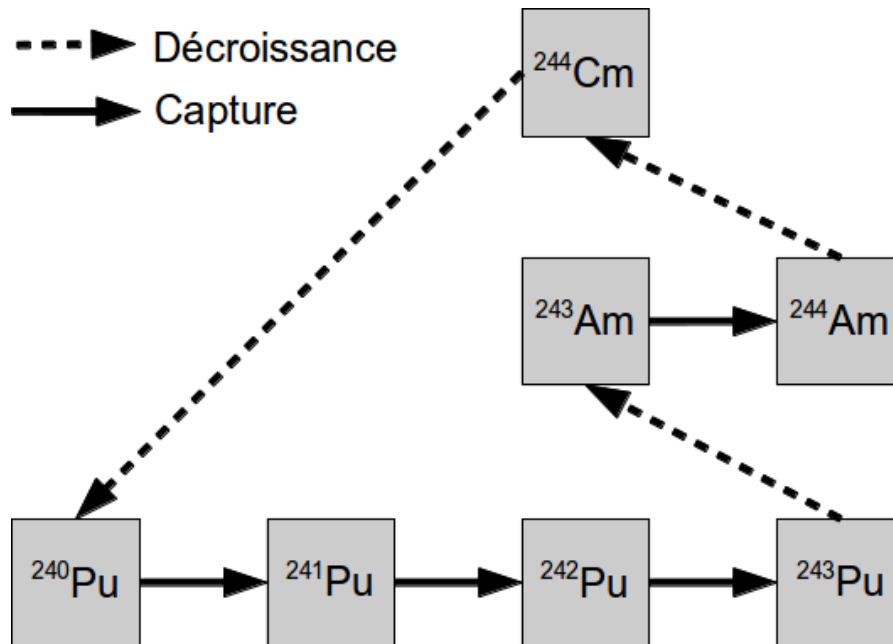 Décroissance
Capture
²⁴⁴Cm
²⁴³Am
²⁴⁴Am
²⁴⁰Pu
²⁴¹Pu
²⁴²Pu
²⁴³Pu